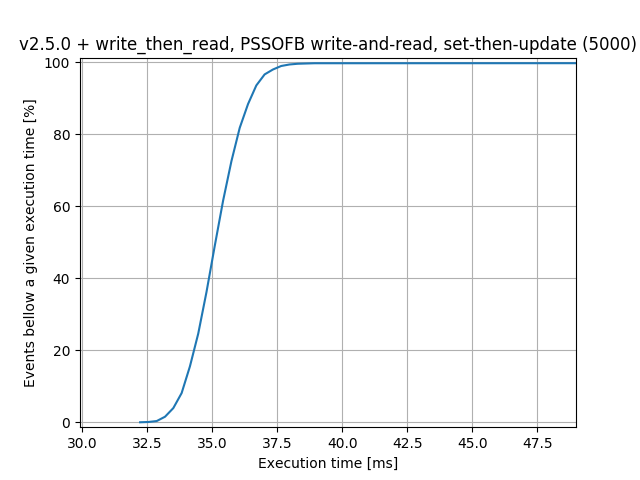 v2.5.0 + write_then_read, PSSOFB write-and-read, set-then-update (5000)
Events bellow a given execution time [%]
100
80
60
40
20
0
30.0 32.5 35.0 37.5 40.0 42.5 45.0 47.5
Execution time [ms]